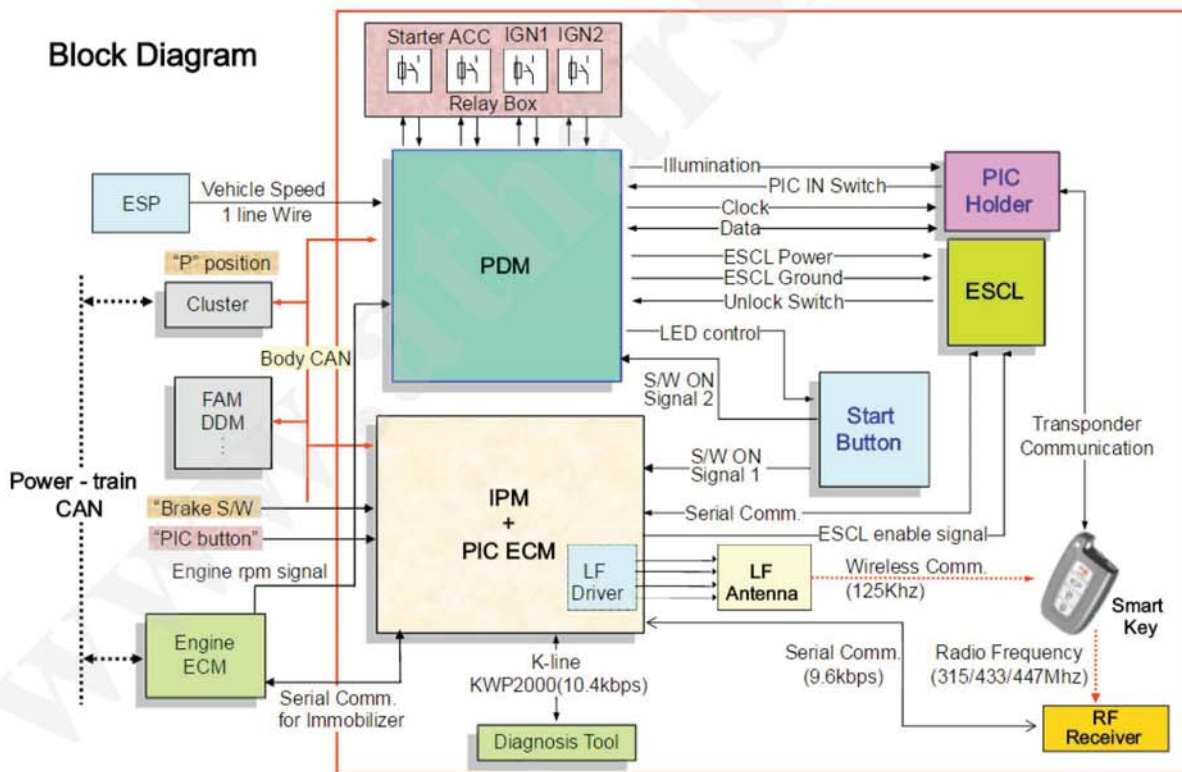 Block Diagram
Starter ACC IGN1 IGN2
Relay Box
ESP
Vehicle Speed
1 line Wire
PDM
Illumination
PIC IN Switch
Clock
Data
PIC
Holder
ESCL Power
ESCL Ground
Unlock Switch
ESCL
"P" position
Cluster
Body CAN
LED control
S/W ON
Signal 2
Start
Button
FAM
DDM
⋮
Transponder
Communication
Power - train
CAN
S/W ON
Signal 1
IPM
+
PIC ECM
"Brake S/W
"PIC button"
Serial Comm.
ESCL enable signal
Engine rpm signal
LF
Driver
LF
Antenna
Wireless Comm.
(125Khz)
Smart
Key
Engine
ECM
K-line
KWP2000(10.4kbps)
Serial Comm.
(9.6kbps)
Radio Frequency
(315/433/447Mhz)
Serial Comm.
for Immobilizer
Diagnosis Tool
RF
Receiver